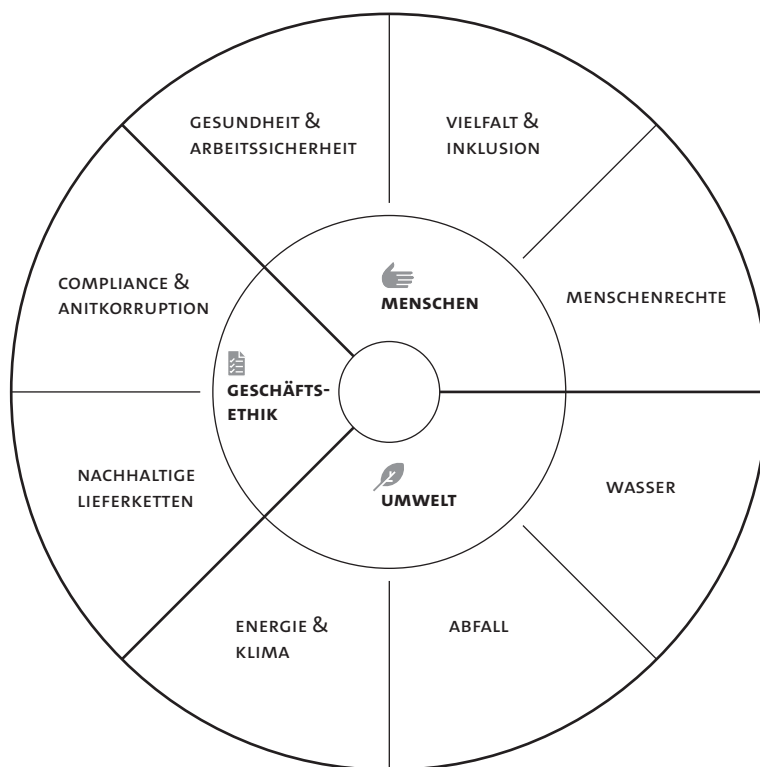 GESUNDHEIT &
ARBEITSSICHERHEIT
VIELFALT &
INKLUSION
COMPLIANCE &
ANITKORRUPTION
MENSCHENRECHTE
MENSCHEN
GESCHÄFTS-
ETHIK
NACHHALTIGE
LIEFERKETTEN
UMWELT
WASSER
ENERGIE &
KLIMA
ABFALL